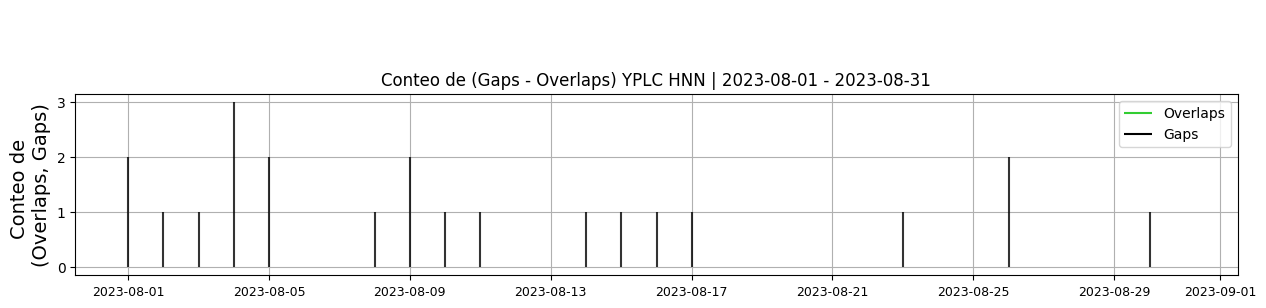 Conteo de (Gaps - Overlaps) YPLC HNN | 2023-08-01 - 2023-08-31
Conteo de
(Overlaps, Gaps)
3
2
1
0
Overlaps
Gaps
2023-08-01 2023-08-05 2023-08-09 2023-08-13 2023-08-17 2023-08-21 2023-08-25 2023-08-29 2023-09-01